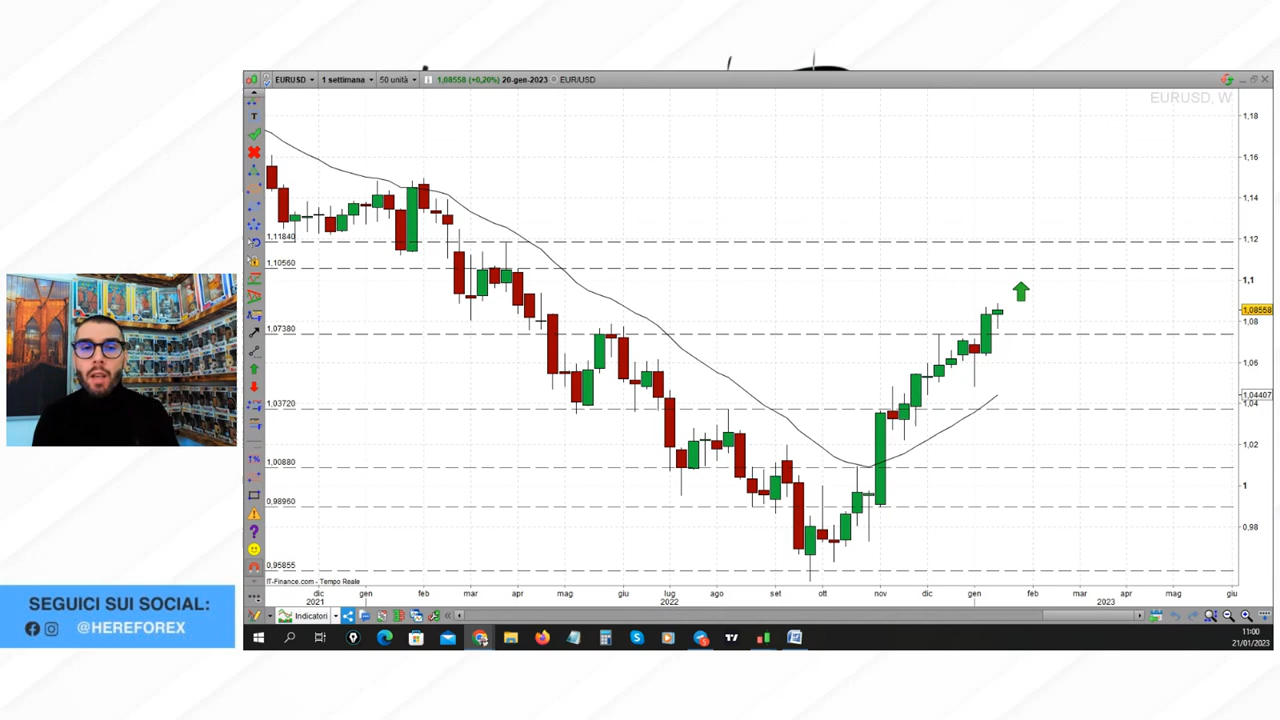 EURUSD 1 settimana 50 unità 1,08558 (+0,20%) 20-gen-2023 EUR/USD
EURUSD, W
1,18
1,16
1,14
1,12
1,1
1,08558
1,08
1,06
1,04407
1,04
1,02
1
0,98
1,11840
1,10560
1,07380
1,03720
1,00880
0,98960
0,95855
IT-Finance.com - Tempo Reale
dic gen feb mar apr mag giu lug ago set ott nov dic gen feb mar apr mag giu
2021 2022 2023
Indicatori
11:00
21/01/2023
SEGUICI SUI SOCIAL:
@HEREFOREX